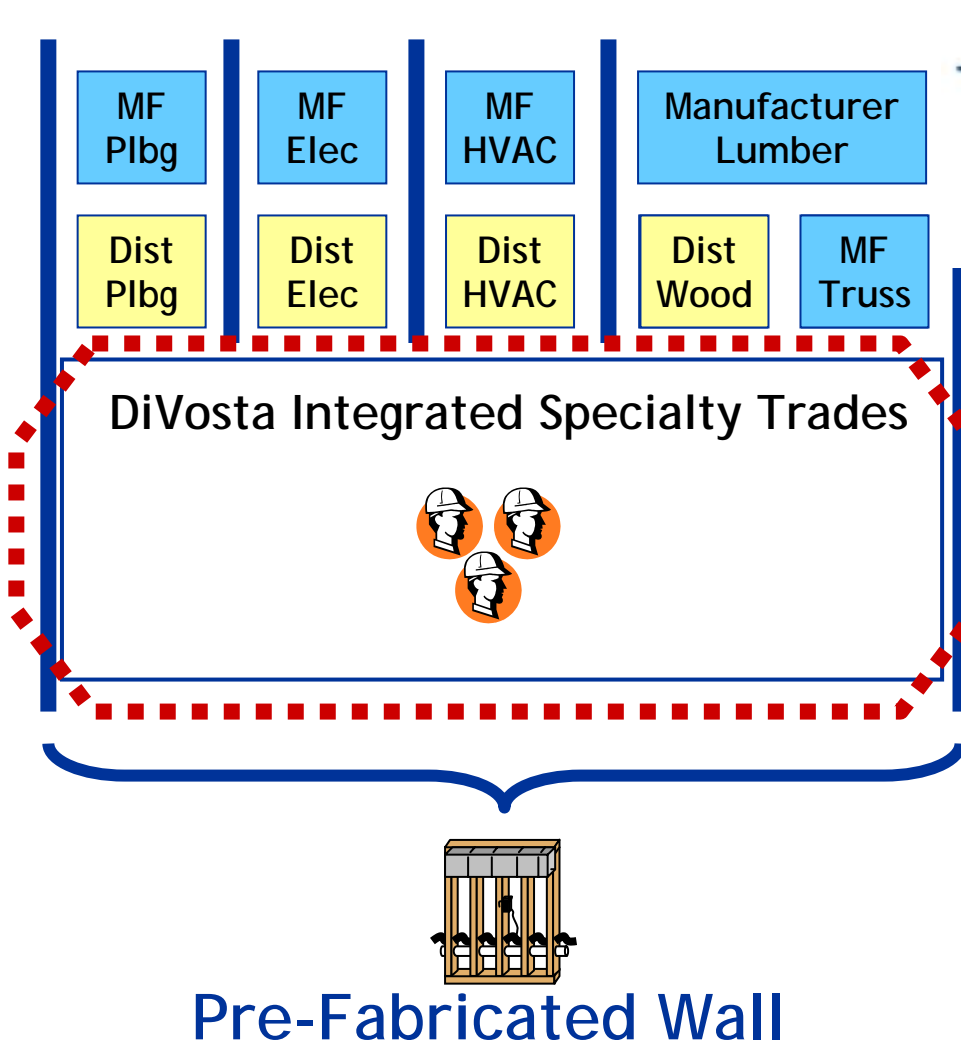 MF
Plbg
MF
Elec
MF
HVAC
Manufacturer
Lumber
Dist
Plbg
Dist
Elec
Dist
HVAC
Dist
Wood
MF
Truss
DiVosta Integrated Specialty Trades
Pre-Fabricated Wall